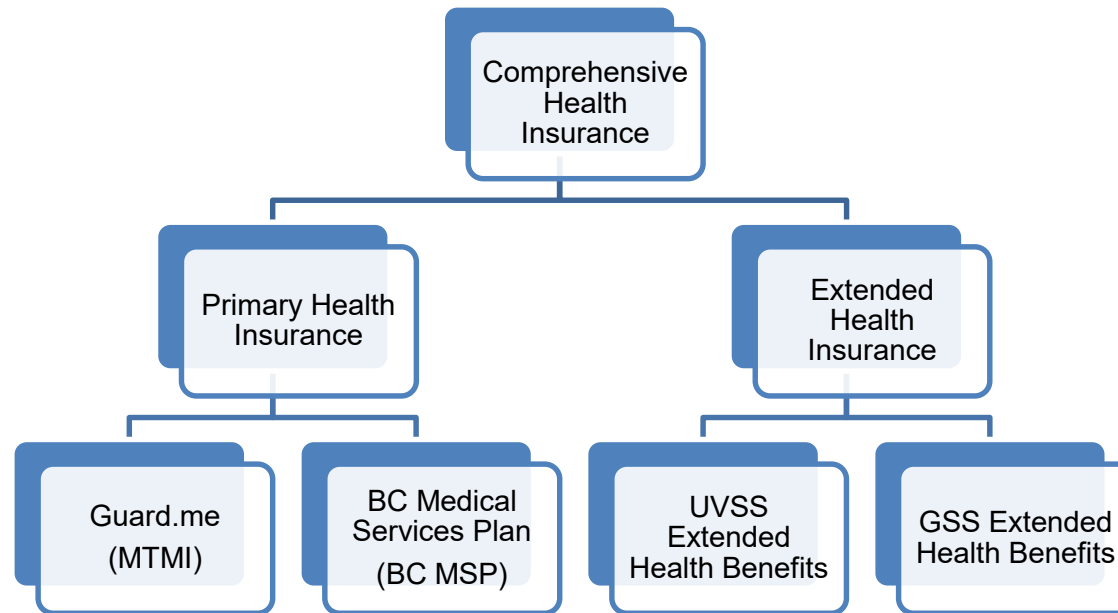 Comprehensive
Health
Insurance
Primary Health
Insurance
Extended
Health
Insurance
Guard.me
(MTMI)
BC Medical
Services Plan
(BC MSP)
UVSS
Extended
Health Benefits
GSS Extended
Health Benefits